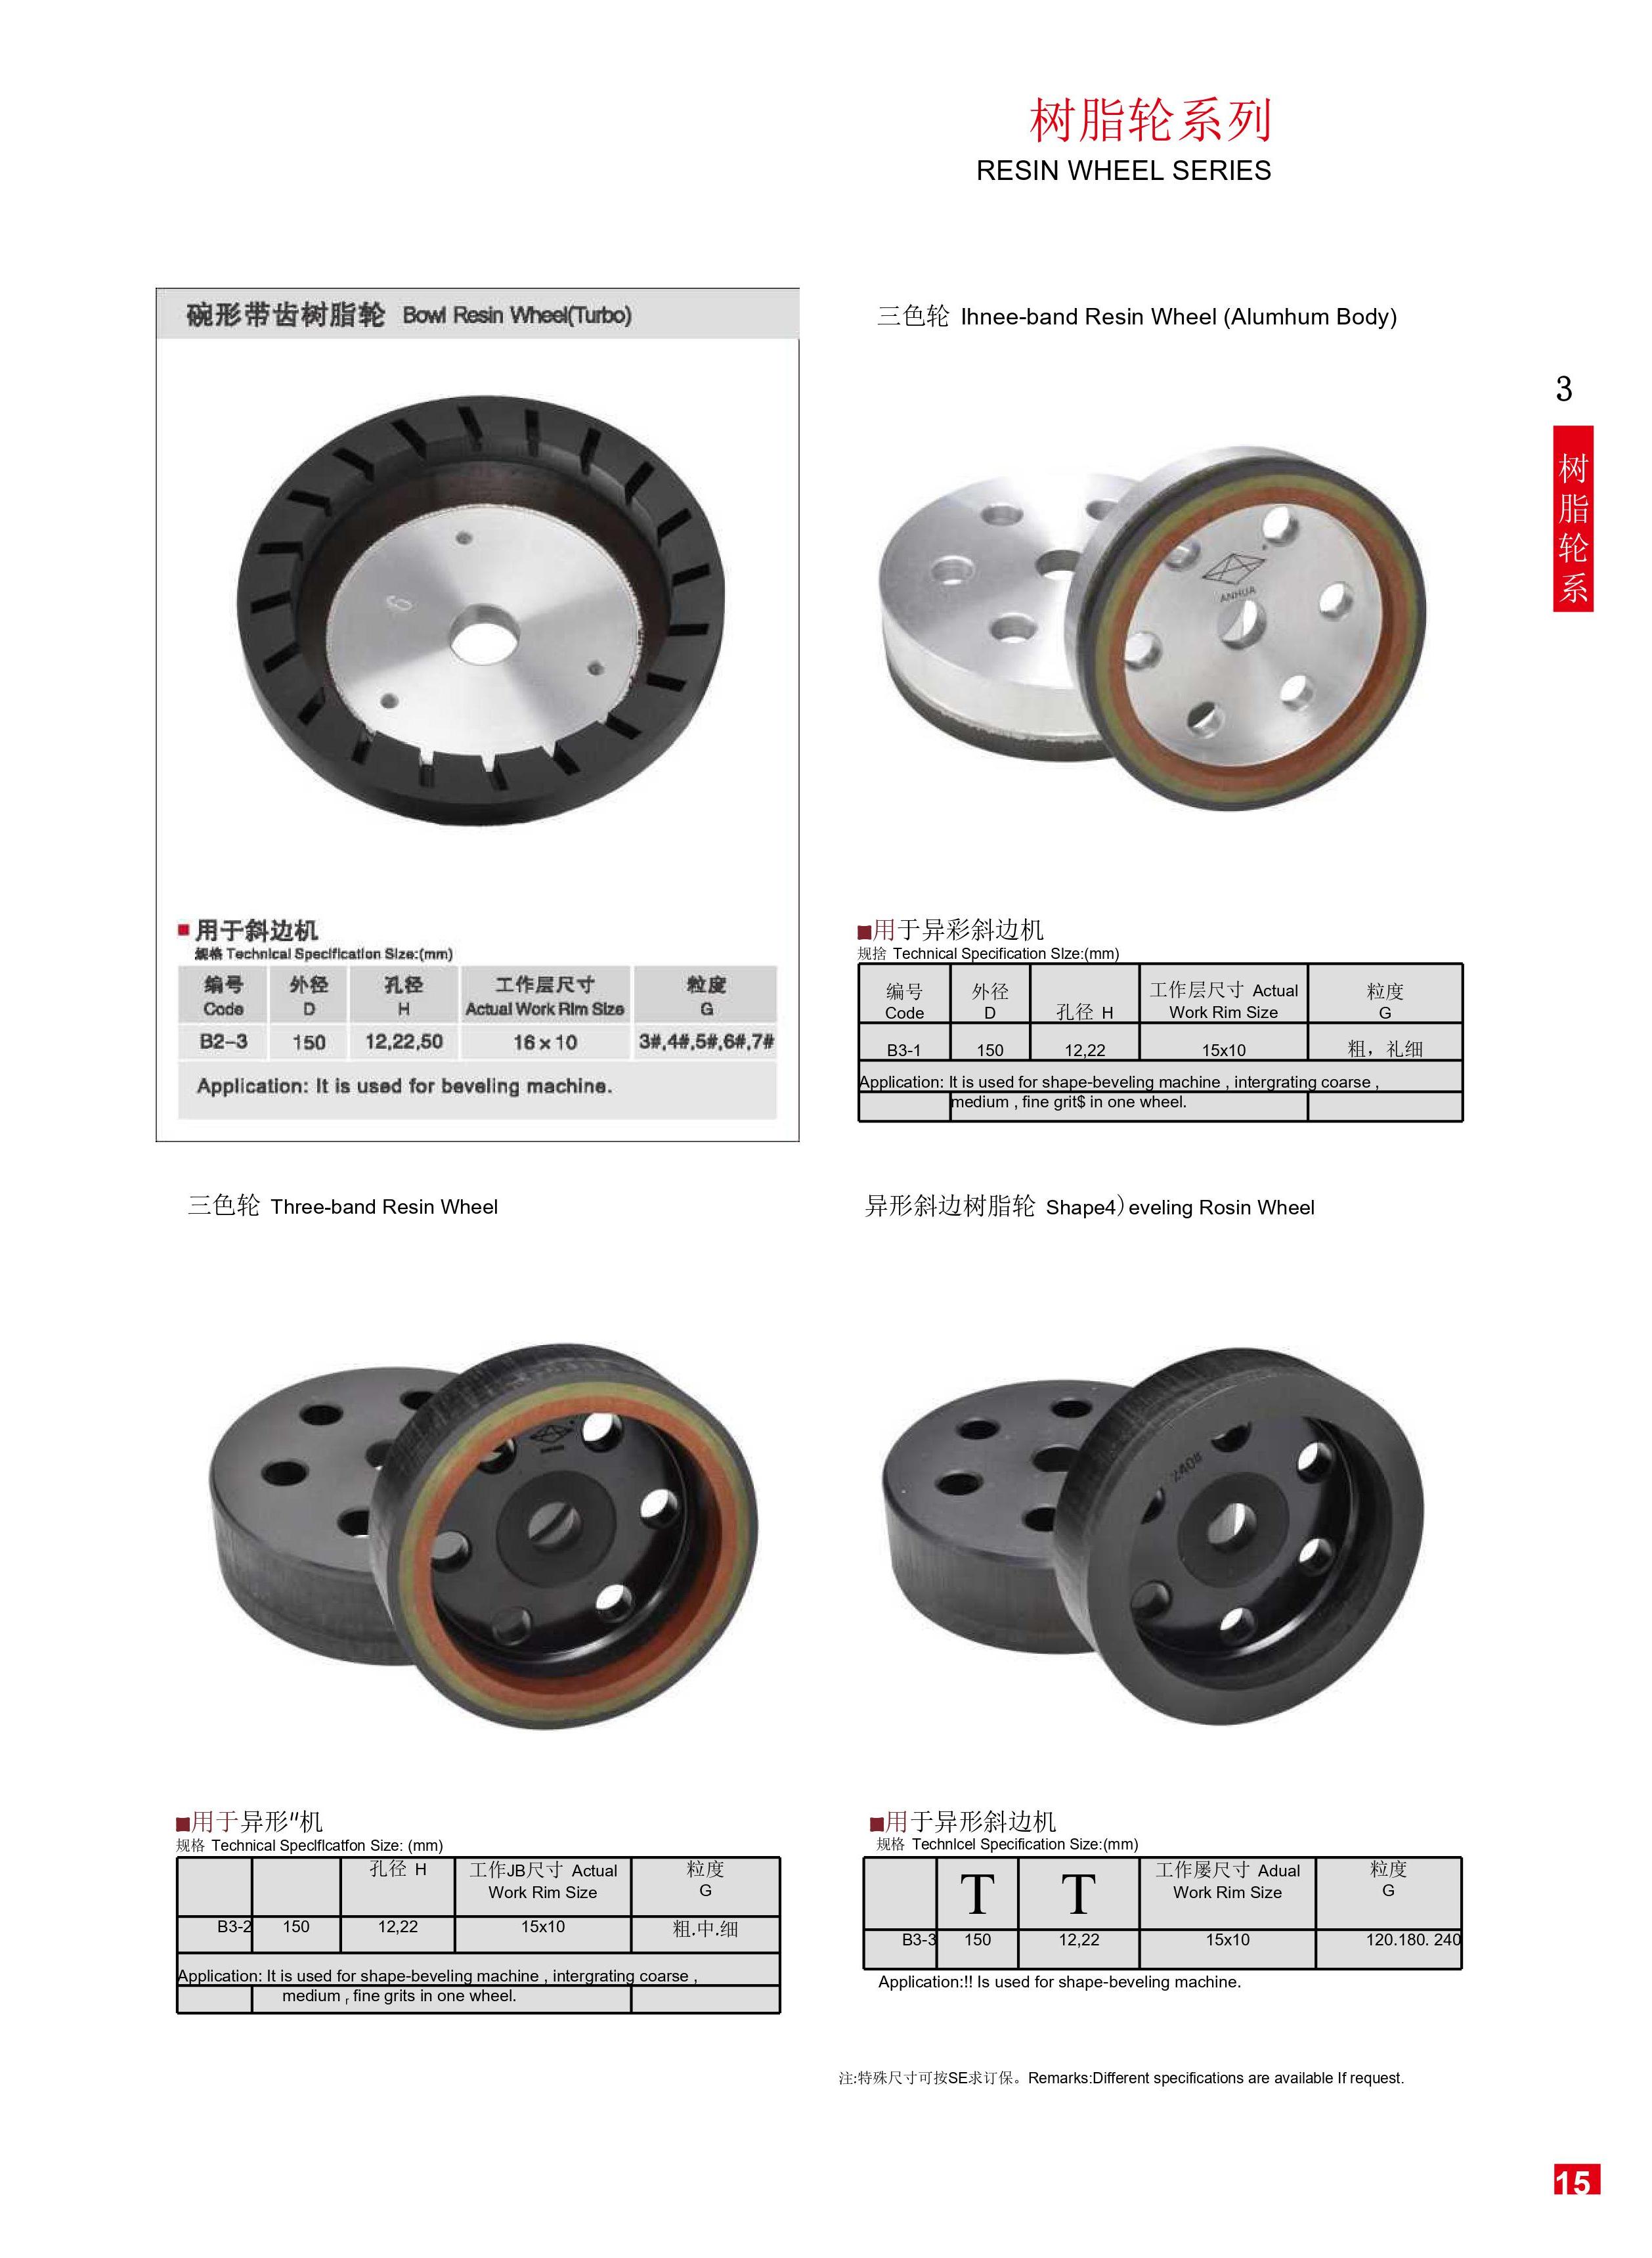 树脂轮系列
RESIN WHEEL SERIES
碗形带齿树脂轮 Bowl Resin Wheel(Turbo)
6
■用于斜边机
规格 Technical Specification Size:(mm)
编号 外径 孔径 工作层尺寸 粒度
Code D H Actual Work Rim Size G
B2-3 150 12,22,50 16×10 3#,4#,5#,6#,7#
Application: It is used for beveling machine.
三色轮 Ihnee-band Resin Wheel (Alumhum Body)
ANHUA
■用于异彩斜边机
规捨 Technical Specification SIze:(mm)
编号 外径 工作层尺寸 Actual 粒度
Code D 孔径 H Work Rim Size G
B3-1 150 12,22 15x10 粗，礼细
Application: It is used for shape-beveling machine , intergrating coarse ,
medium , fine grit$ in one wheel.
3
树脂轮系
三色轮 Three-band Resin Wheel
■用于异形"机
规格 Technical SpeclflcatfonSize: (mm)
孔径 H 工作JB尺寸 Actual 粒度
Work Rim Size G
B3-2 150 12,22 15x10 粗.中.细
Application: It is used for shape-beveling machine , intergrating coarse ,
medium r fine grits in one wheel.
异形斜边树脂轮 Shape4）eveling Rosin Wheel
240#
■用于异形斜边机
规格 Technlcel Specification Size:(mm)
T T 工作屡尺寸 Adual 粒度
Work Rim Size G
B3-3 150 12,22 15x10 120.180. 240
Application:!! Is used for shape-beveling machine.
注:特殊尺寸可按SE求订保。Remarks:Different specifications are available If request.
15